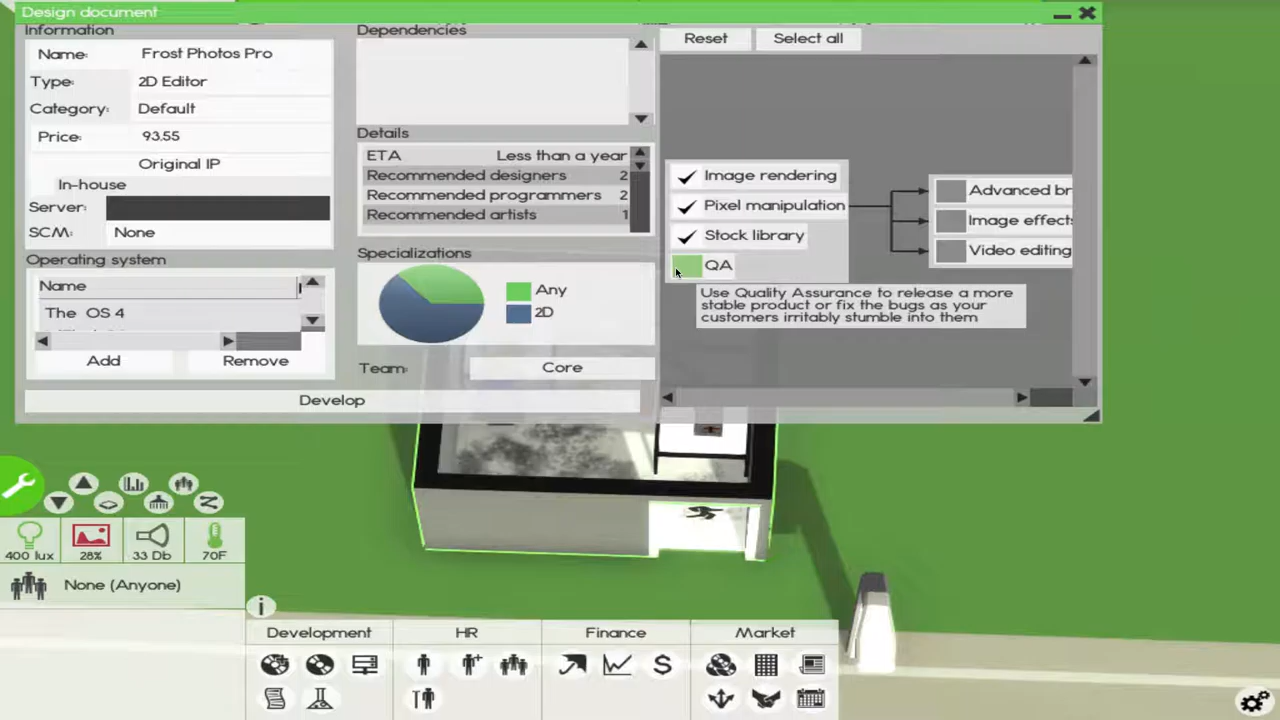 Design document
Information
Name: Frost Photos Pro
Type: 2D Editor
Category: Default
Price: 93.55
Original IP
In-house
Server:
SCM: None
Operating system
Name
The OS 4
Add Remove
Develop
Dependencies
Details
ETA Less than a year
Recommended designers 2
Recommended programmers 2
Recommended artists 1
Specializations
Any
2D
Team: Core
Reset Select all
Image rendering
Pixel manipulation
Stock library
QA
Advanced br
Image effects
Video editing
Use Quality Assurance to release a more
stable product or fix the bugs as your
customers irritably stumble into them
400 lux 28% 33 Db 70F
None (Anyone)
i
Development HR Finance Market